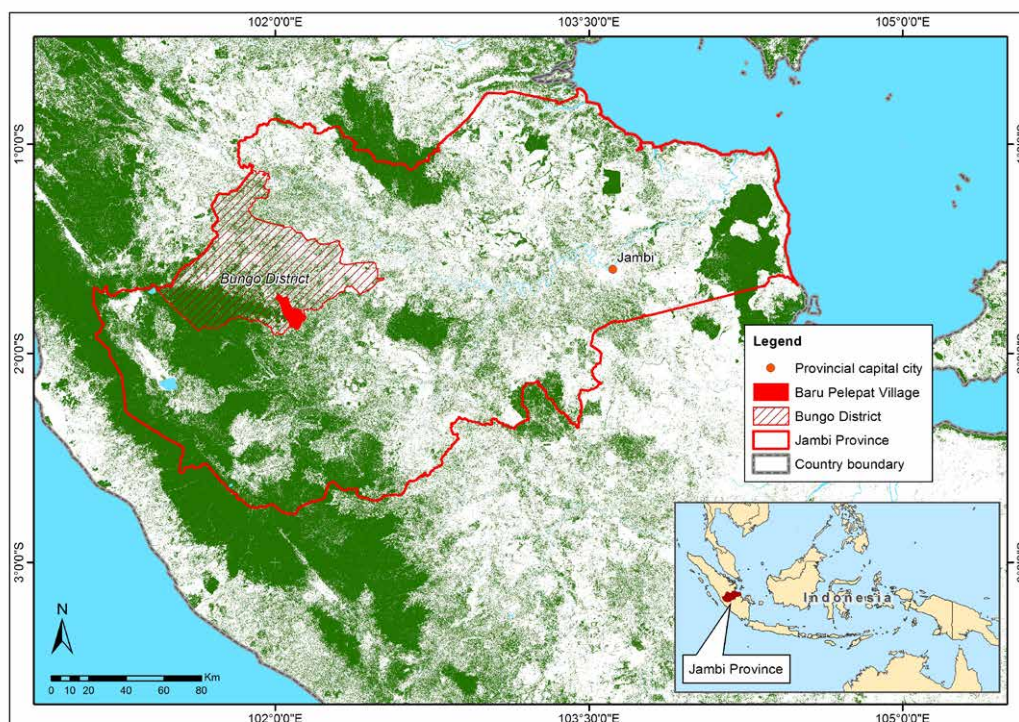 102°0'0"E
103°30'0"E
105°0'0"E
1°0'0"S
2°0'0"S
3°0'0"S
Bungo District
Jambi
Legend
Provincial capital city
Baru Pelepat Village
Bungo District
Jambi Province
Country boundary
Indonesia
Jambi Province
N
0 10 20 40 60 80 Km
102°0'0"E
103°30'0"E
105°0'0"E